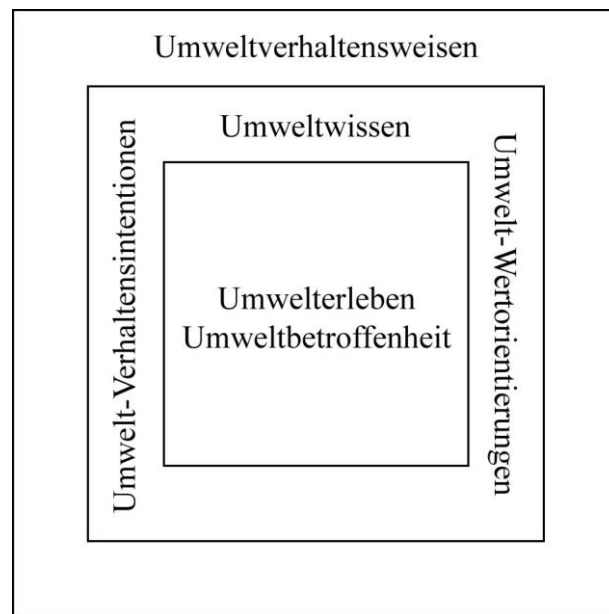 Umweltverhaltensweisen
Umweltwissen
Umwelt-Verhaltensintentionen
Umwelterleben
Umweltbetroffenheit
Umwelt-Wertorientierungen